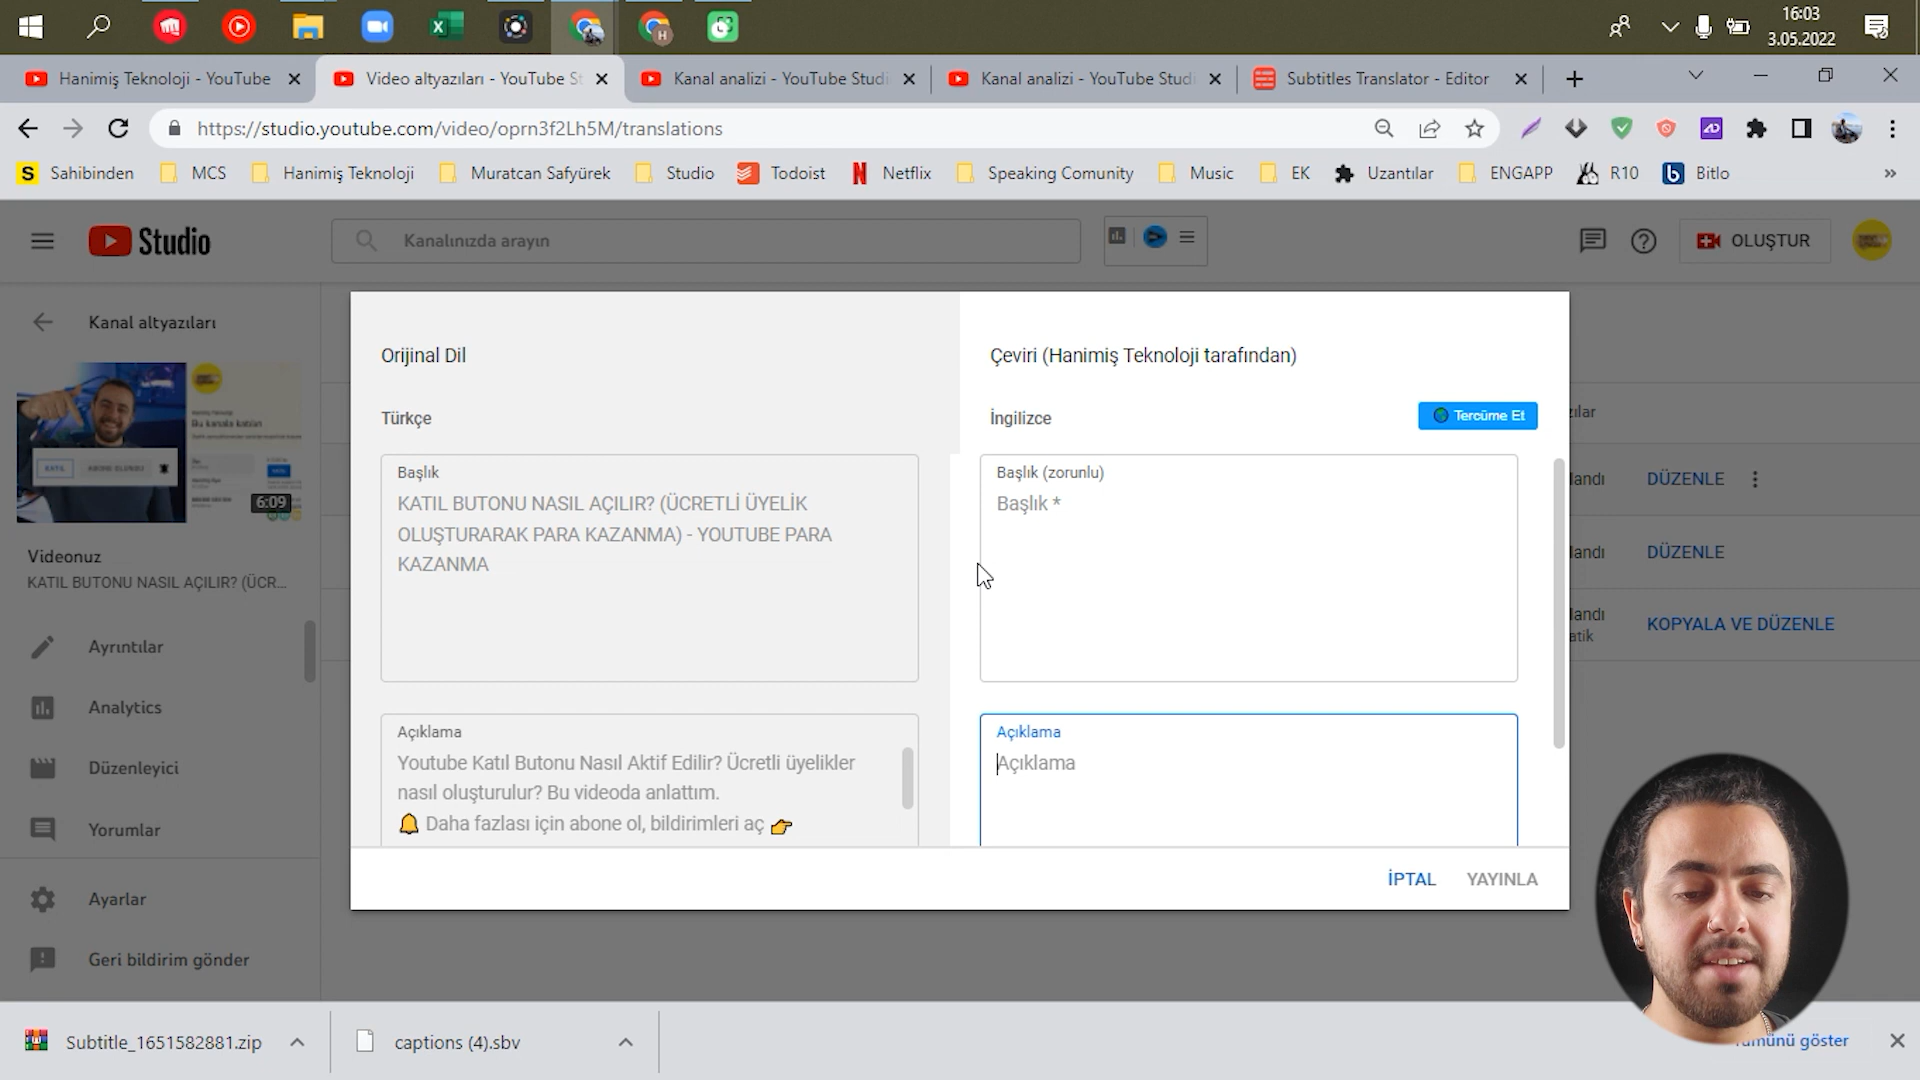 16:03
3.05.2022
Hanimiş Teknoloji - YouTube
Video altyazıları - YouTube St
Kanal analizi - YouTube Studi
Kanal analizi - YouTube Studi
Subtitles Translator - Editor
https://studio.youtube.com/video/oprn3f2Lh5M/translations
Sahibinden
MCS
Hanimiş Teknoloji
Muratcan Safyürek
Studio
Todoist
Netflix
Speaking Comunity
Music
EK
Uzantılar
ENGAPP
R10
Bitlo
Studio
Kanalınızda arayın
OLUŞTUR
Kanal altyazıları
6:09
Videonuz
KATIL BUTONU NASIL AÇILIR? (ÜCR...
Ayrıntılar
Analytics
Düzenleyici
Yorumlar
Ayarlar
Geri bildirim gönder
Orijinal Dil
Türkçe
Başlık
KATIL BUTONU NASIL AÇILIR? (ÜCRETLİ ÜYELİK
OLUŞTURARAK PARA KAZANMA) - YOUTUBE PARA
KAZANMA
Açıklama
Youtube Katıl Butonu Nasıl Aktif Edilir? Ücretli üyelikler
nasıl oluşturulur? Bu videoda anlattım.
🔔 Daha fazlası için abone ol, bildirimleri aç 👉
Çeviri (Hanimiş Teknoloji tarafından)
İngilizce
Tercüme Et
Başlık (zorunlu)
Başlık *
Açıklama
Açıklama
İPTAL
YAYINLA
zılar
landı
DÜZENLE
landı
DÜZENLE
landı
atik
KOPYALA VE DÜZENLE
Subtitle_1651582881.zip
captions (4).sbv
Tümünü göster